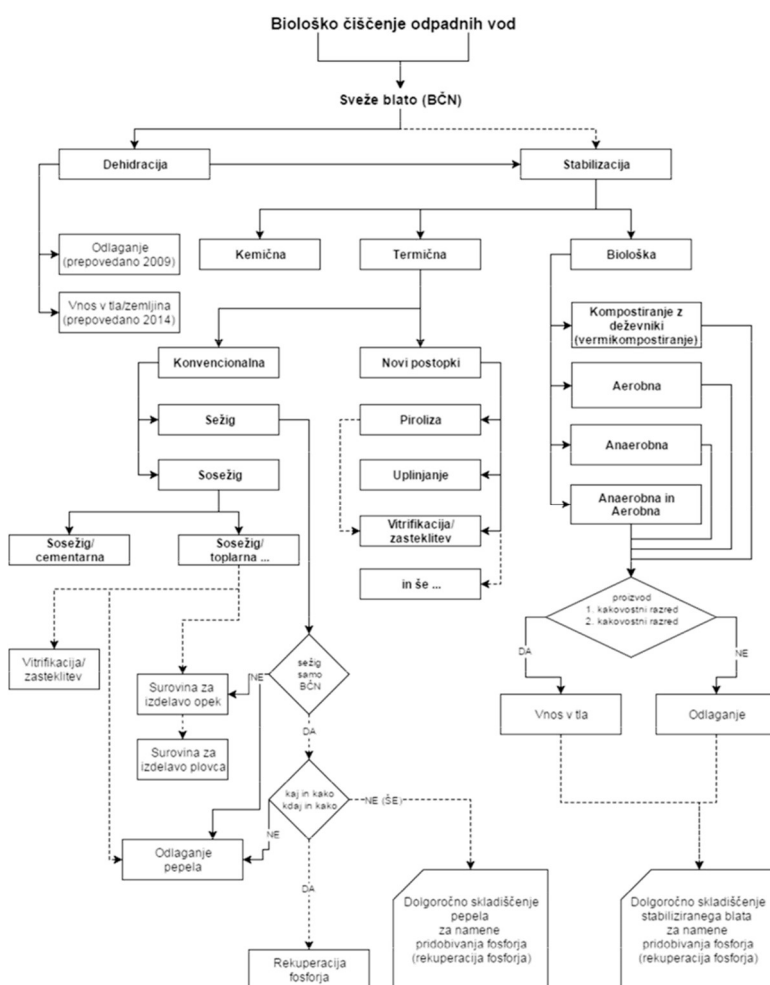 Biološko čiščenje odpadnih vod
Sveže blato (BČN)
Dehidracija
Stabilizacija
Odlaganje
(prepovedano 2009)
Vnos v tla/zemljina
(prepovedano 2014)
Kemična
Termična
Biološka
Konvencionalna
Novi postopki
Kompostiranje z
deževniki
(vermikompostiranje)
Sežig
Piroliza
Aerobna
Sosežig
Uplinjanje
Anaerobna
Sosežig/
cementarna
Sosežig/
toplarna ...
Vitrifikacija/
zasteklitev
Anaerobna in
Aerobna
in še ...
proizvod
1. kakovostni razred
2. kakovostni razred
DA
NE
Vitrifikacija/
zasteklitev
Surovina za
izdelavo opek
NE
sežig
samo
BČN
Vnos v tla
Odlaganje
DA
Surovina za
izdelavo plovca
kaj in kako
kdaj in kako
NE (ŠE)
NE
Odlaganje
pepela
DA
Rekuperacija
fosforja
Dolgoročno skladiščenje
pepela
za namene
pridobivanja fosforja
(rekuperacija fosforja)
Dolgoročno skladiščenje
stabiliziranega blata
za namene
pridobivanja fosforja
(rekuperacija fosforja)